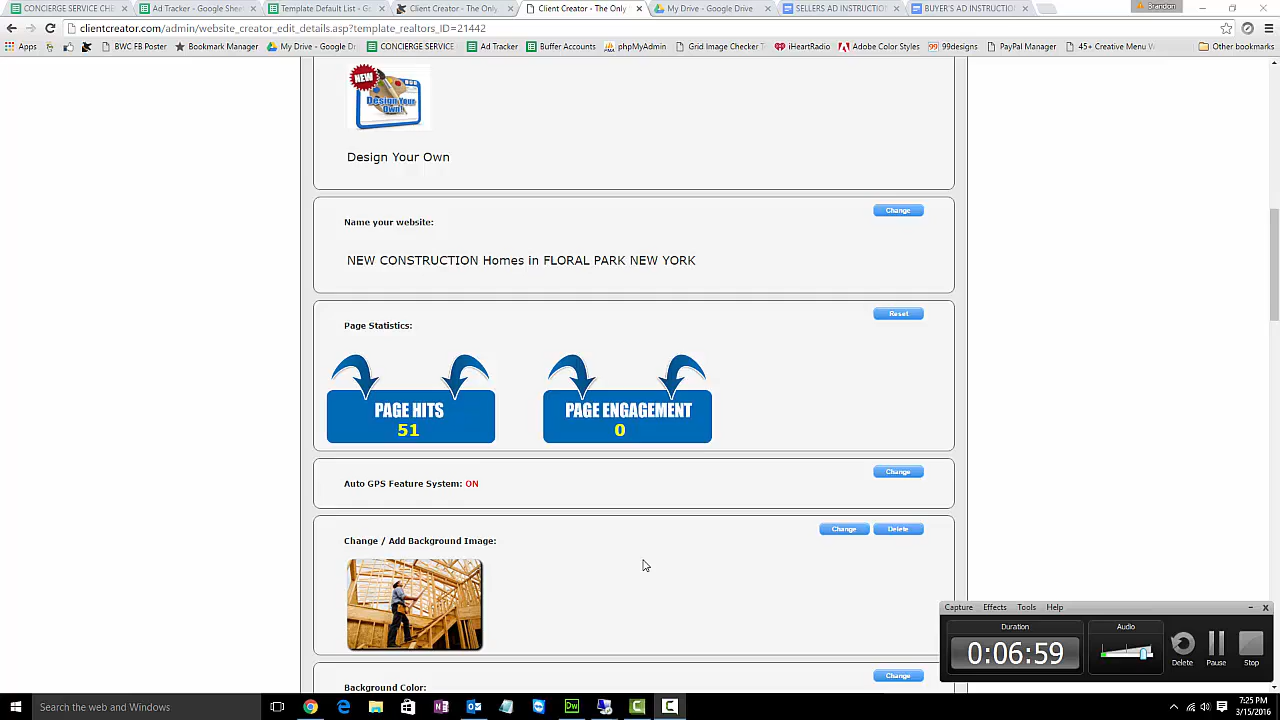 CONCIERGE SERVICE CHE
Ad Tracker - Google Shee
Template Default List - G
Client Creator - The Only
Client Creator - The Only
My Drive - Google Drive
SELLERS AD INSTRUCTION
BUYER'S AD INSTRUCTION
Brandon
clientcreator.com/admin/website_creator_edit_details.asp?template_realtors_ID=21442
Apps
BWC FB Poster
Bookmark Manager
My Drive - Google Dr
CONCIERGE SERVICE
Ad Tracker
Buffer Accounts
phpMyAdmin
Grid Image Checker T
iHeartRadio
Adobe Color Styles
99 99designs
PayPal Manager
45+ Creative Menu W
Other bookmarks
NEW
Design Your Own!
Design Your Own
Change
Name your website:
NEW CONSTRUCTION Homes in FLORAL PARK NEW YORK
Reset
Page Statistics:
PAGE HITS
51
PAGE ENGAGEMENT
0
Change
Auto GPS Feature System: ON
Change
Delete
Change / Add Background Image:
Change
Background Color:
Capture Effects Tools Help
Duration
Audio
0:06:59
Delete
Pause
Stop
Search the web and Windows
7:25 PM
3/15/2016